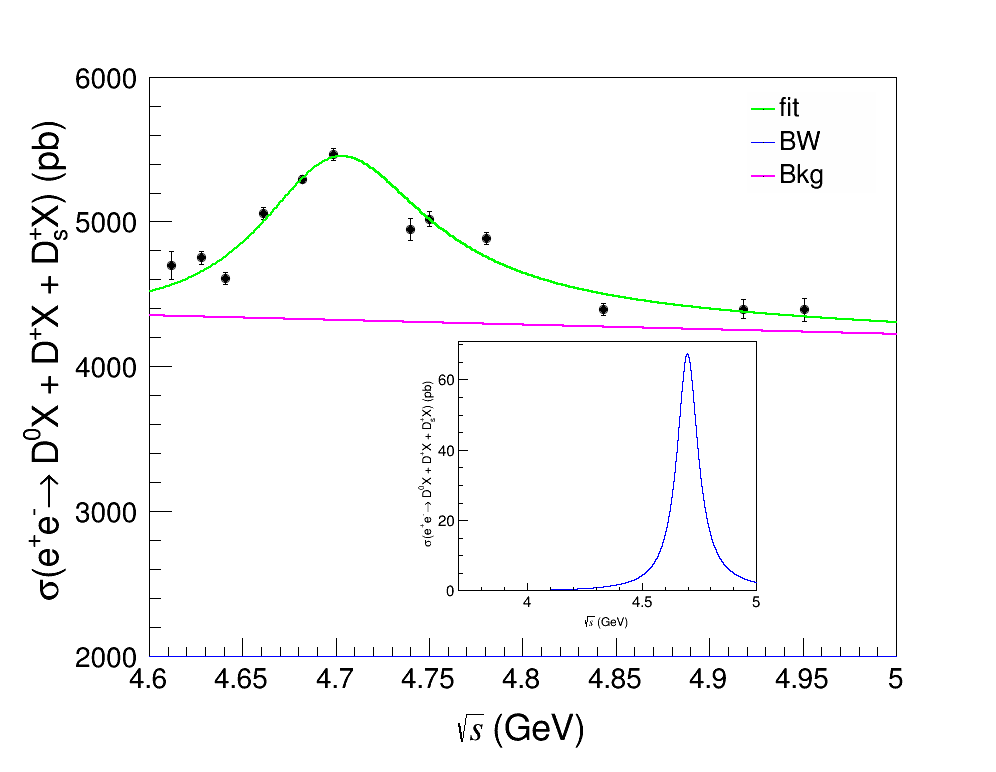 6000
5000
4000
3000
2000
σ(e⁺e⁻→ D⁰X + D⁺X + Dₛ⁺X) (pb)
fit
BW
Bkg
60
40
20
0
σ(e⁺e⁻→ D⁰X + D⁺X + Dₛ⁺X) (pb)
4 4.5 5
√s (GeV)
4.6 4.65 4.7 4.75 4.8 4.85 4.9 4.95 5
√s (GeV)